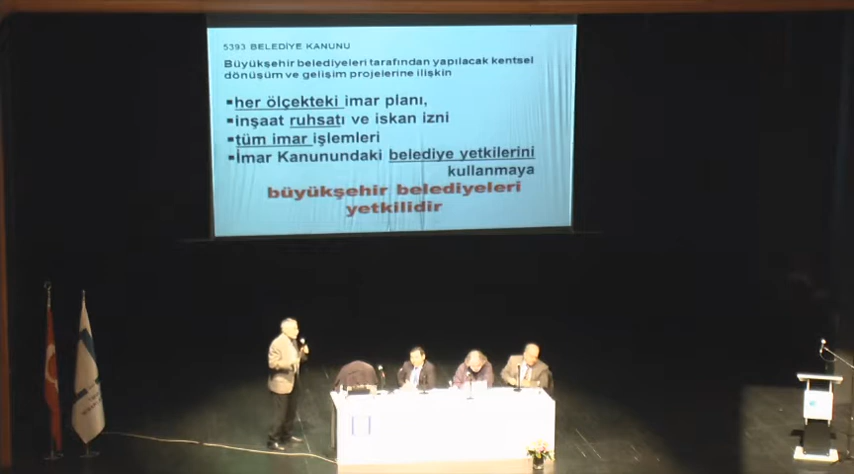 5393 BELEDİYE KANUNU
Büyükşehir belediyeleri tarafından yapılacak kentsel
dönüşüm ve gelişim projelerine ilişkin
▪her ölçekteki imar planı,
▪inşaat ruhsatı ve iskan izni
▪tüm imar işlemleri
▪İmar Kanunundaki belediye yetkilerini
kullanmaya
büyükşehir belediyeleri
yetkilidir